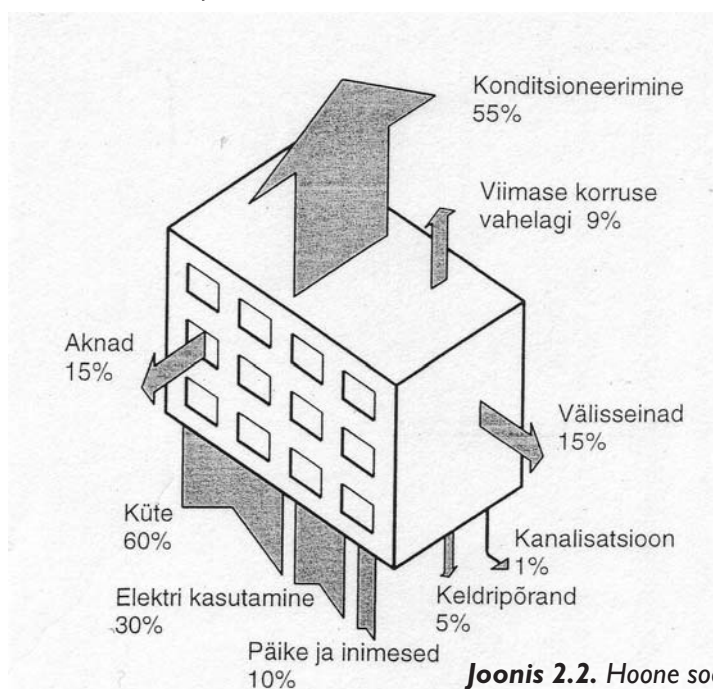 Konditsioneerimine
55%
Viimase korruse
vahelagi 9%
Aknad
15%
Välisseinad
15%
Küte
60%
Kanalisatsioon
1%
Elektri kasutamine
30%
Keldripõrand
5%
Päike ja inimesed
10%
Joonis 2.2. Hoone